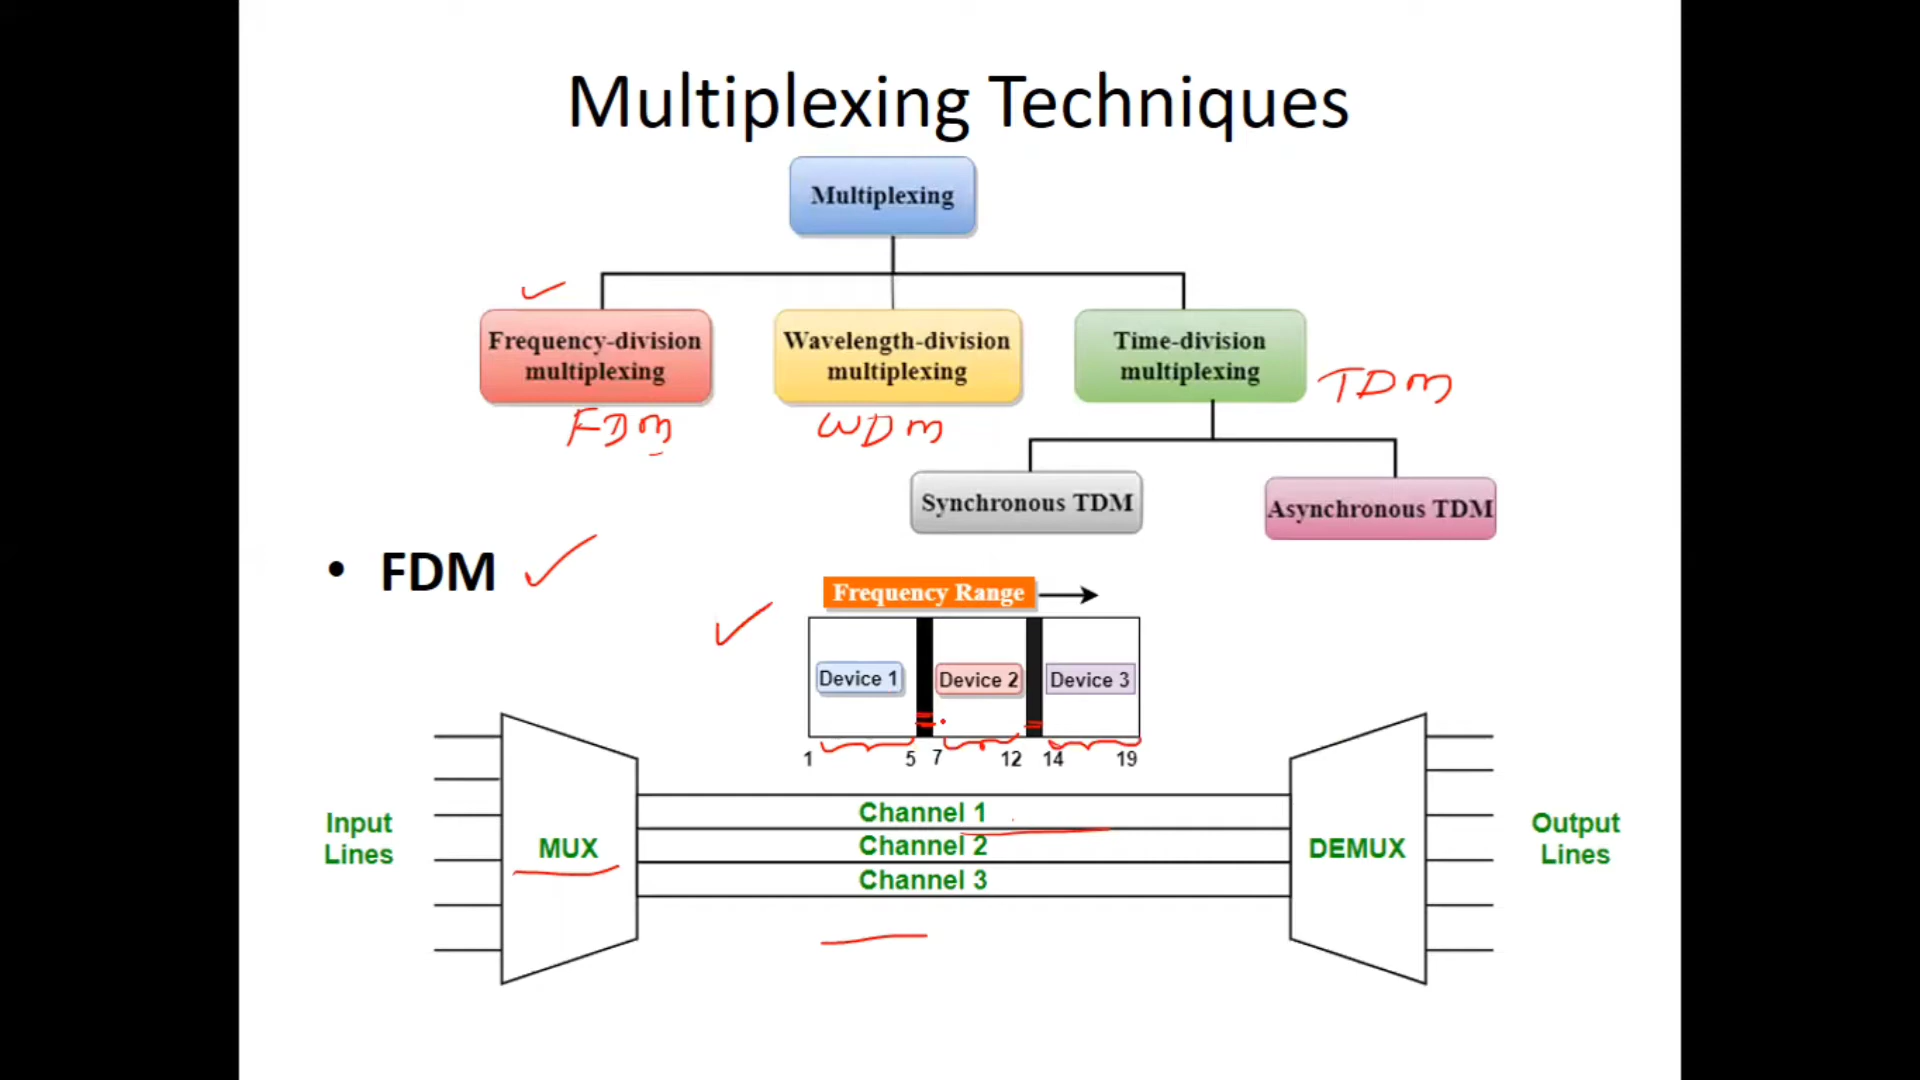 Multiplexing Techniques
Multiplexing
Frequency-division
multiplexing
Wavelength-division
multiplexing
Time-division
multiplexing
TDM
FDM
WDM
Synchronous TDM
Asynchronous TDM
• FDM
Frequency Range
Device 1
Device 2
Device 3
1 5 7 12 14 19
Input
Lines
MUX
Channel 1
Channel 2
Channel 3
DEMUX
Output
Lines